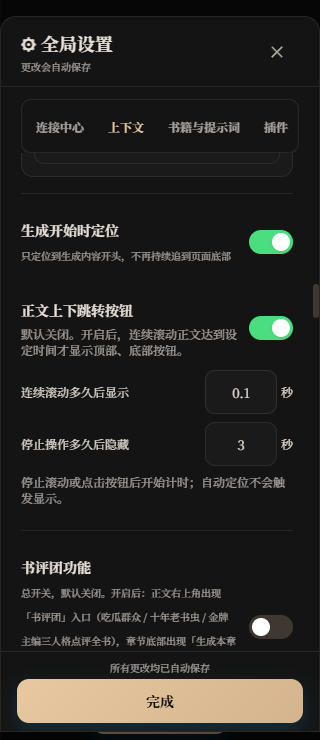 全局设置
更改会自动保存
连接中心 上下文 书籍与提示词 插件
生成开始时定位
只定位到生成内容开头，不再持续追到页面底部
正文上下跳转按钮
默认关闭。开启后，连续滚动正文达到设
定时间才显示顶部、底部按钮。
连续滚动多久后显示 0.1 秒
停止操作多久后隐藏 3 秒
停止滚动或点击按钮后开始计时；自动定位不会触
发显示。
书评团功能
总开关，默认关闭。开启后：正文右上角出现
「书评团」入口（吃瓜群众 / 十年老书虫 / 金牌
主编三人格点评全书），章节底部出现「生成本章
所有更改均已自动保存
完成